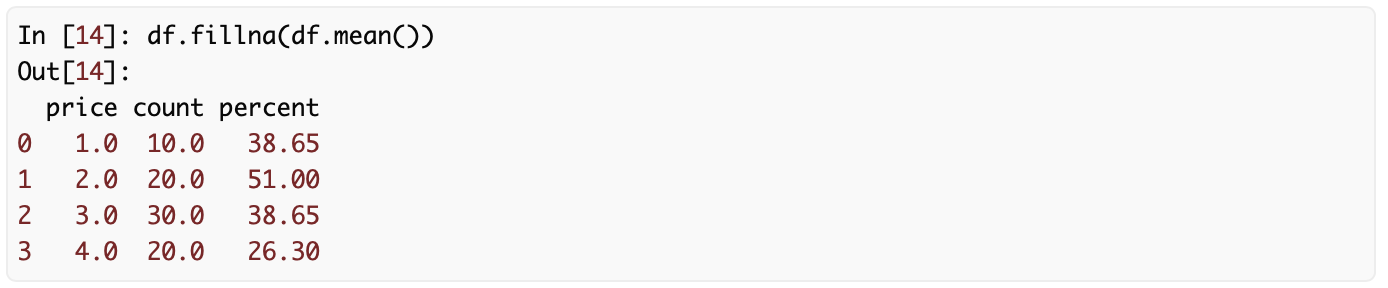 In [14]: df.fillna(df.mean())
Out[14]:
  price count percent
0   1.0  10.0   38.65
1   2.0  20.0   51.00
2   3.0  30.0   38.65
3   4.0  20.0   26.30